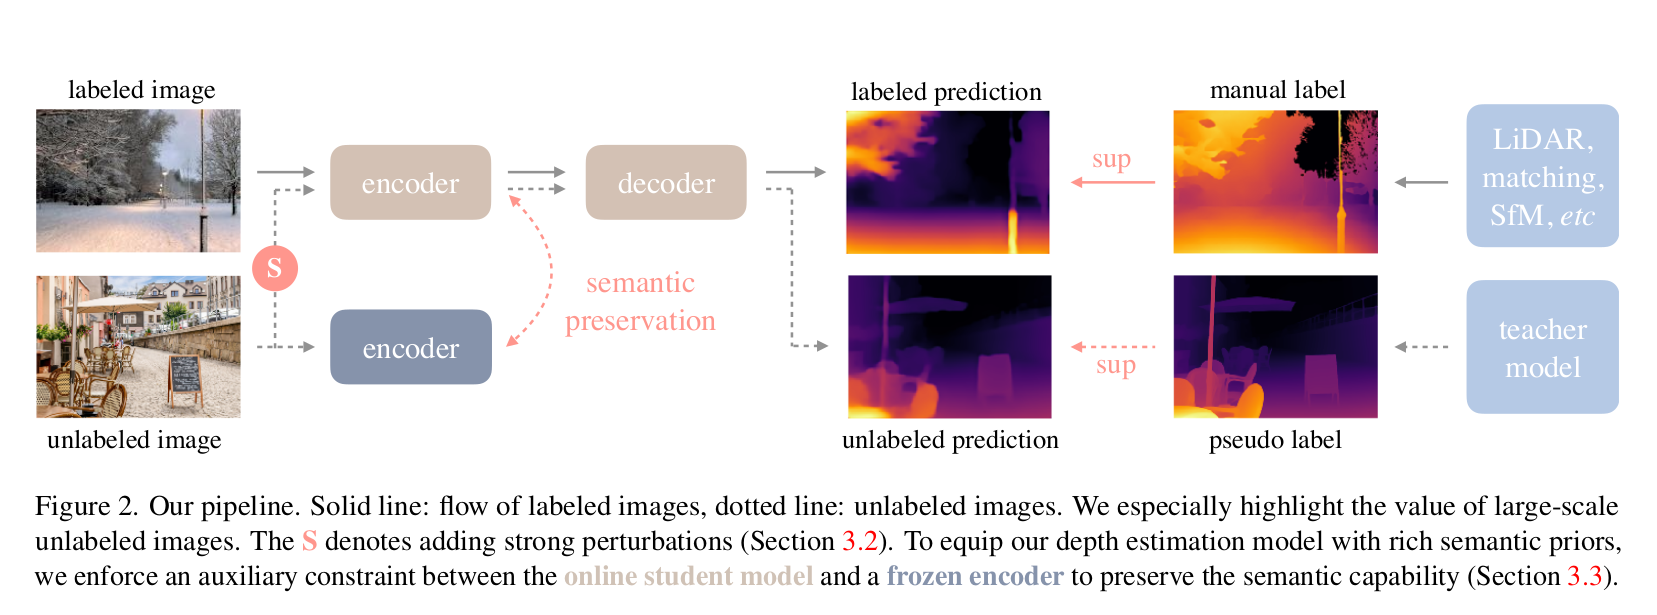 labeled image
labeled prediction
manual label
LiDAR,
matching,
SfM, etc
encoder
decoder
sup
S
semantic
preservation
encoder
sup
teacher
model
unlabeled image
unlabeled prediction
pseudo label
Figure 2. Our pipeline. Solid line: flow of labeled images, dotted line: unlabeled images. We especially highlight the value of large-scale
unlabeled images. The S denotes adding strong perturbations (Section 3.2). To equip our depth estimation model with rich semantic priors,
we enforce an auxiliary constraint between the online student model and a frozen encoder to preserve the semantic capability (Section 3.3).